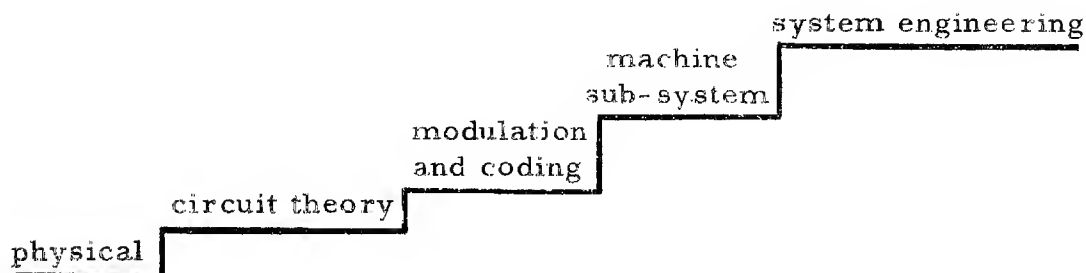 system engineering
machine
sub-system
modulation
and coding
circuit theory
physical